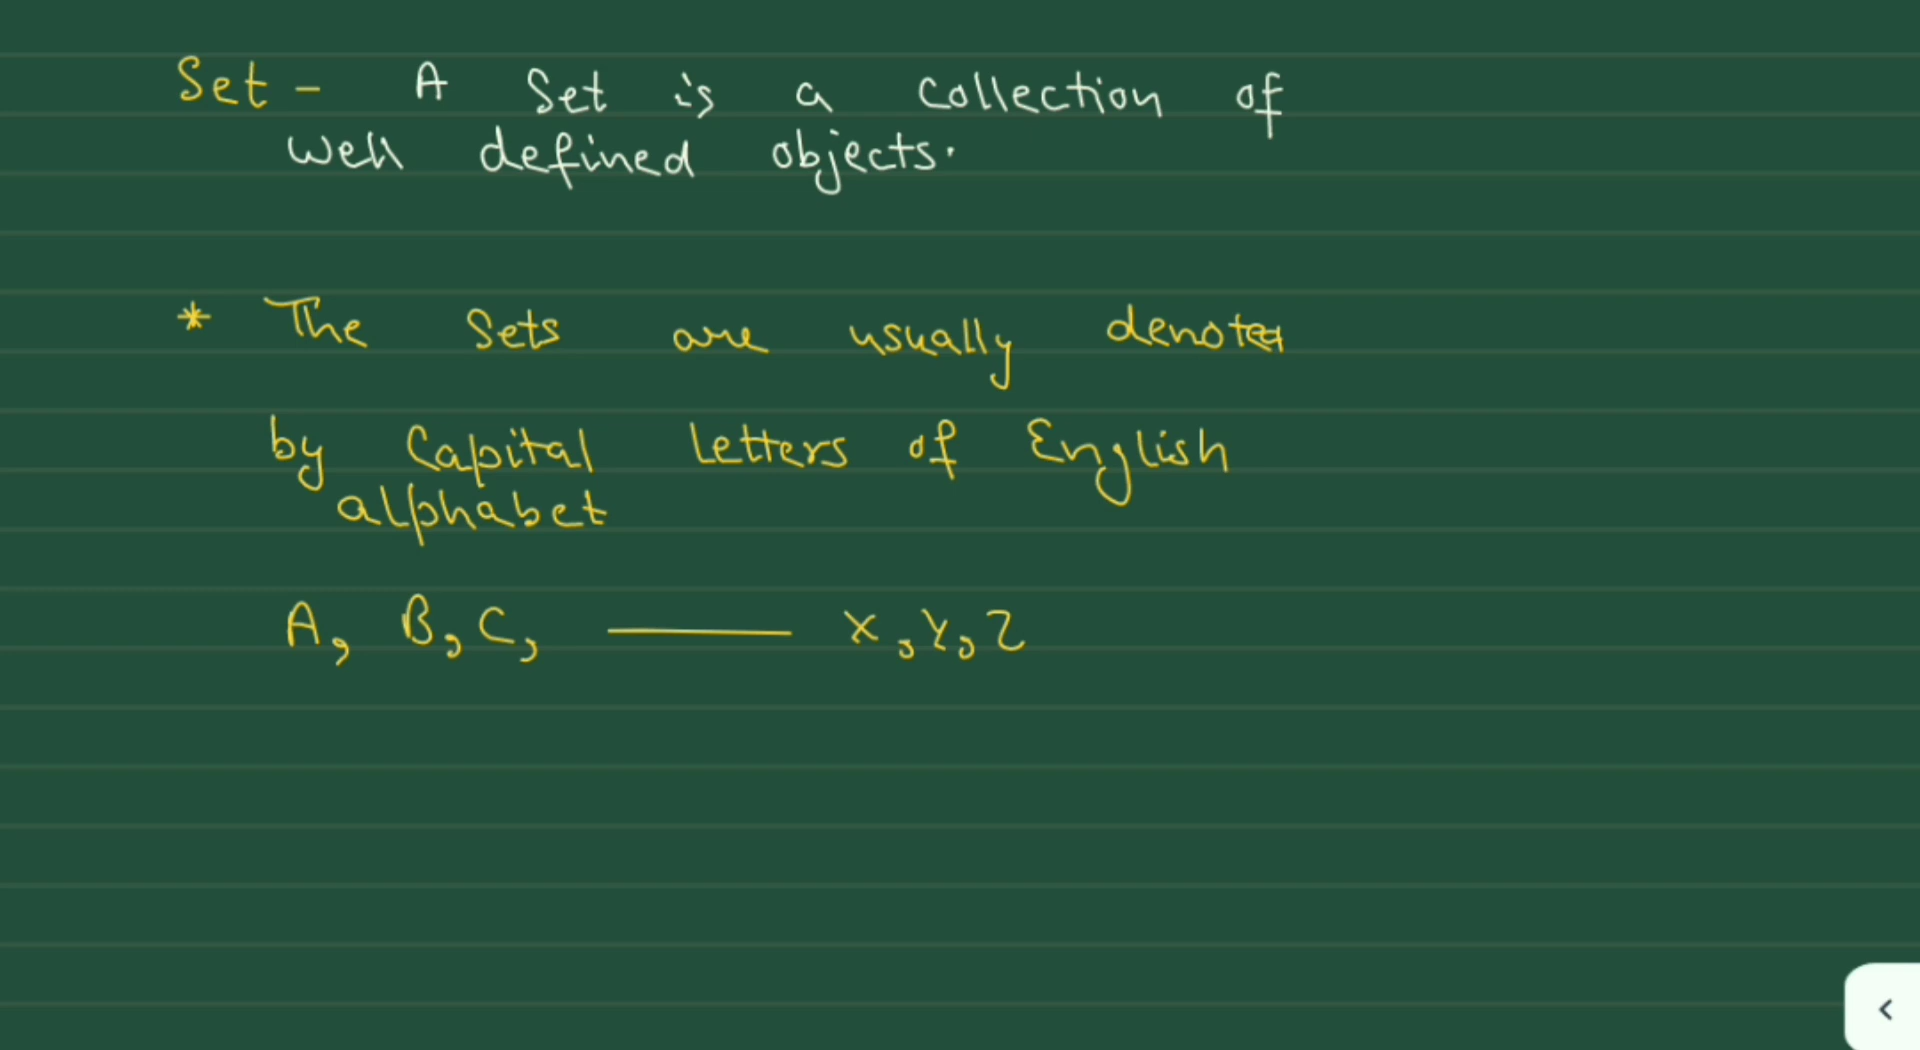 Set - A Set is a collection of
well defined objects.
* The Sets are usually denoted
by Capital letters of English
alphabet
A, B, C, —— X, Y, Z